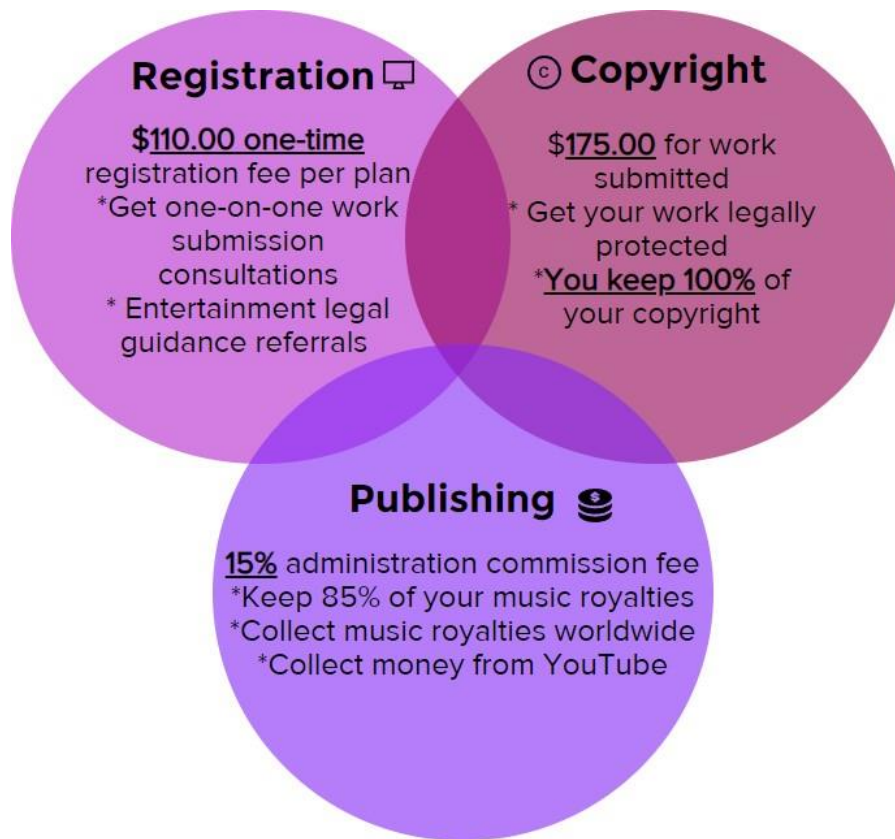 Registration
$110.00 one-time
registration fee per plan
*Get one-on-one work
submission
consultations
* Entertainment legal
guidance referrals
© Copyright
$175.00 for work
submitted
* Get your work legally
protected
*You keep 100% of
your copyright
Publishing $
15% administration commission fee
*Keep 85% of your music royalties
*Collect music royalties worldwide
*Collect money from YouTube